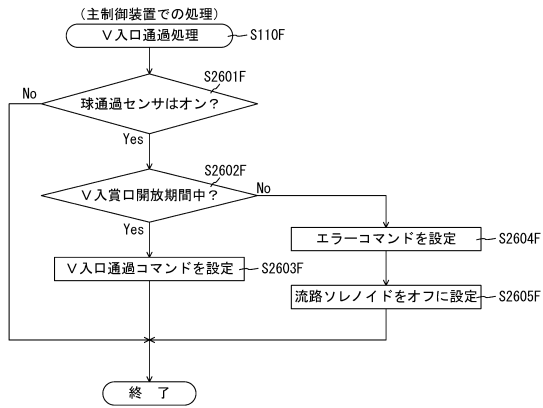 （主制御装置での処理）
Ｖ入口通過処理
S110F
S2601F
球通過センサはオン？
No
Yes
S2602F
Ｖ入賞口開放期間中？
No
Yes
エラーコマンドを設定
S2604F
Ｖ入口通過コマンドを設定
S2603F
流路ソレノイドをオフに設定
S2605F
終　了